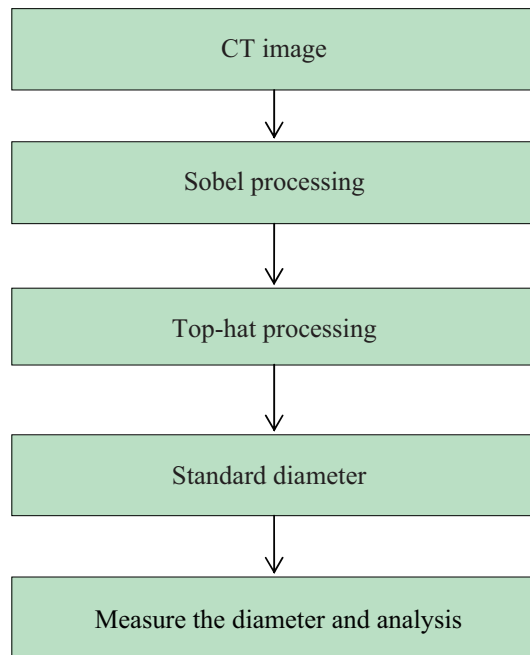 CT image
Sobel processing
Top-hat processing
Standard diameter
Measure the diameter and analysis